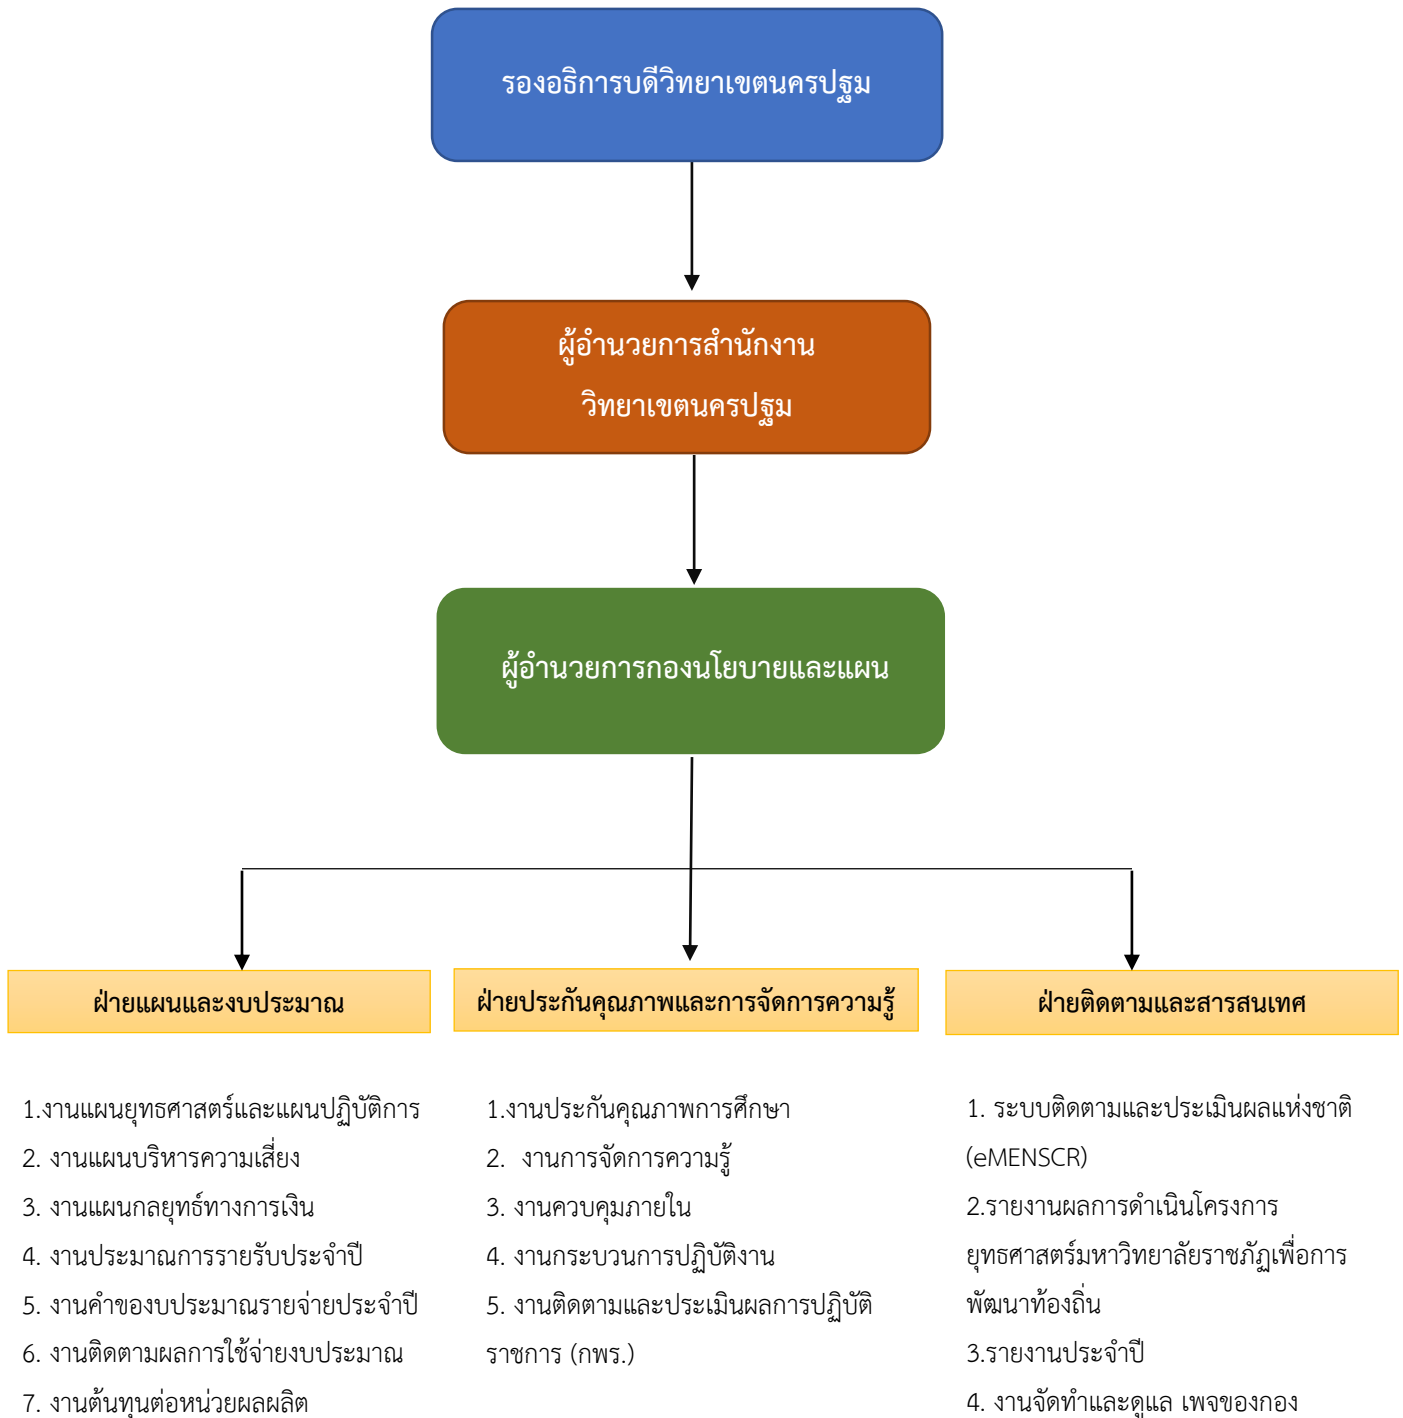 รองอธิการบดีวิทยาเขตนครปฐม
ผู้อำนวยการสำนักงาน
วิทยาเขตนครปฐม
ผู้อำนวยการกองนโยบายและแผน
ฝ่ายแผนและงบประมาณ
1.งานแผนยุทธศาสตร์และแผนปฏิบัติการ
2. งานแผนบริหารความเสี่ยง
3. งานแผนกลยุทธ์ทางการเงิน
4. งานประมาณการรายรับประจำปี
5. งานคำของบประมาณรายจ่ายประจำปี
6. งานติดตามผลการใช้จ่ายงบประมาณ
7. งานต้นทุนต่อหน่วยผลผลิต
ฝ่ายประกันคุณภาพและการจัดการความรู้
1.งานประกันคุณภาพการศึกษา
2. งานการจัดการความรู้
3. งานควบคุมภายใน
4. งานกระบวนการปฏิบัติงาน
5. งานติดตามและประเมินผลการปฏิบัติ
ราชการ (กพร.)
ฝ่ายติดตามและสารสนเทศ
1. ระบบติดตามและประเมินผลแห่งชาติ
(eMENSCR)
2.รายงานผลการดำเนินโครงการ
ยุทธศาสตร์มหาวิทยาลัยราชภัฏเพื่อการ
พัฒนาท้องถิ่น
3.รายงานประจำปี
4. งานจัดทำและดูแล เพจของกอง